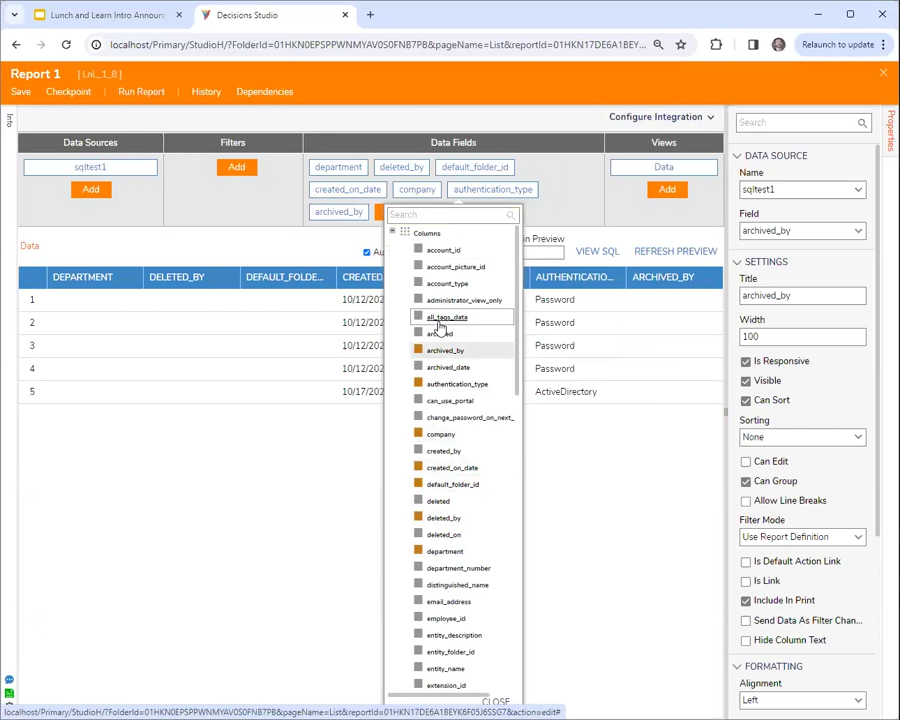 Lunch and Learn Intro Announc
Decisions Studio
localhost/Primary/StudioH/?FolderId=01HKN0EPSPPWNMYAV0S0FNB7PB&pageName=List&reportId=01HKN17DE6A1BEY...
Relaunch to update
Report 1 [LnL_1_8]
Save Checkpoint Run Report History Dependencies
Info
Configure Integration
Properties
Search
Data Sources Filters Data Fields Views
DATA SOURCE
sqltest1 Add department deleted_by default_folder_id Data
Name
Add created_on_date company authentication_type Add
sqltest1
archived_by
Field
archived_by
Search
Data
in Preview
VIEW SQL REFRESH PREVIEW
Columns
SETTINGS
DEPARTMENT DELETED_BY DEFAULT_FOLDE... CREATED AUTHENTICATIO... ARCHIVED_BY
Title
archived_by
Width
100
1 10/12/202 Password
2 10/12/202 Password
3 10/12/202 Password
4 10/12/202 Password
5 10/17/202 ActiveDirectory
account_id
account_picture_id
account_type
administrator_view_only
all_tags_data
archived_by
archived_date
authentication_type
can_use_portal
change_password_on_next_
company
created_by
created_on_date
default_folder_id
deleted
deleted_by
deleted_on
department
department_number
distinguished_name
email_address
employee_id
entity_description
entity_folder_id
entity_name
extension_id
CLOSE
Is Responsive
Visible
Can Sort
Sorting
None
Can Edit
Can Group
Allow Line Breaks
Filter Mode
Use Report Definition
Is Default Action Link
Is Link
Include In Print
Send Data As Filter Chan...
Hide Column Text
FORMATTING
Alignment
Left
localhost/Primary/StudioH/?FolderId=01HKN0EPSPPWNMYAV0S0FNB7PB&pageName=List&reportId=01HKN17DE6A1BEYK6F05J6SSG7&action=edit#